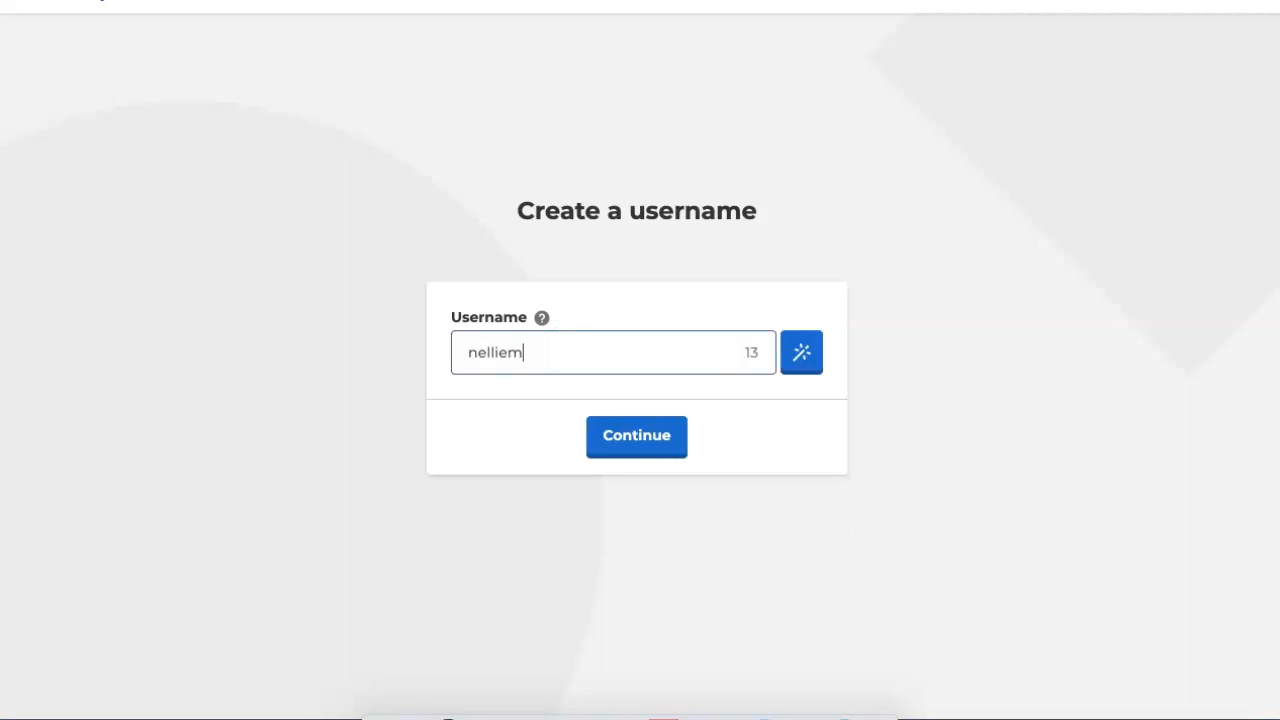 Create a username
Username ?
nelliem 13
Continue